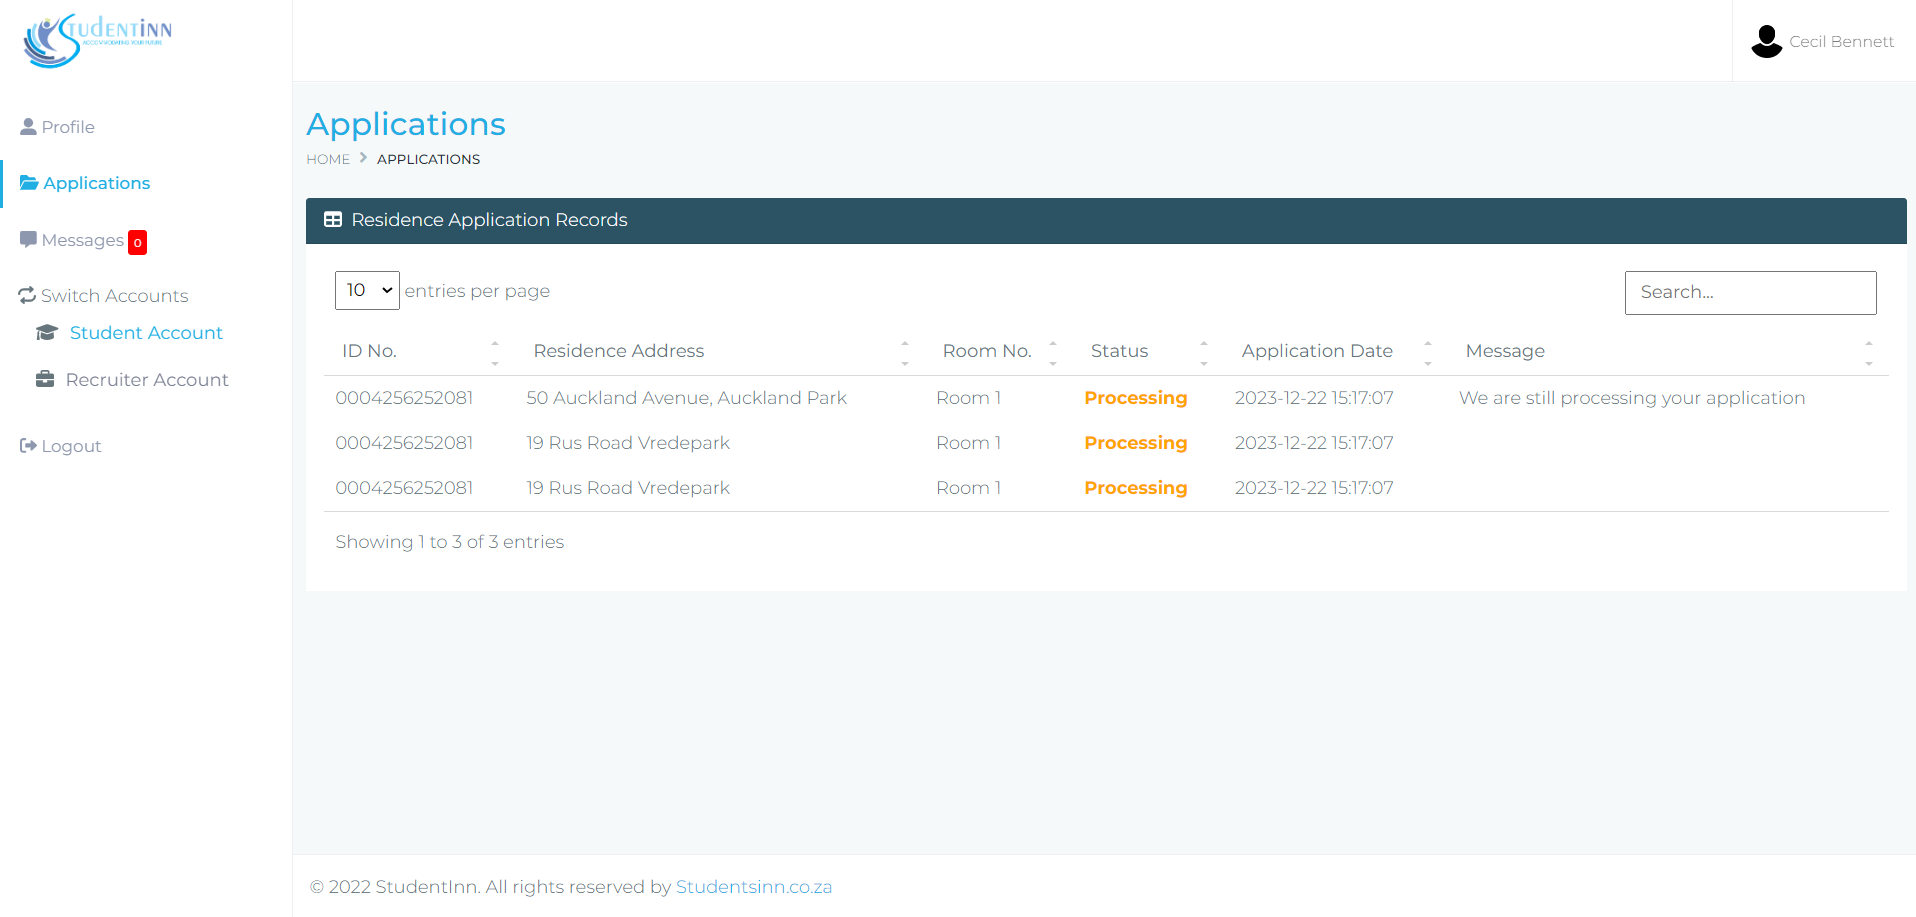 STUDENTINN
ACCOMMODATING YOUR FUTURE
Cecil Bennett
Profile
Applications
Messages 0
Switch Accounts
Student Account
Recruiter Account
Logout
Applications
HOME APPLICATIONS
Residence Application Records
10 entries per page
Search...
ID No. Residence Address Room No. Status Application Date Message
0004256252081 50 Auckland Avenue, Auckland Park Room 1 Processing 2023-12-22 15:17:07 We are still processing your application
0004256252081 19 Rus Road Vredepark Room 1 Processing 2023-12-22 15:17:07
0004256252081 19 Rus Road Vredepark Room 1 Processing 2023-12-22 15:17:07
Showing 1 to 3 of 3 entries
© 2022 StudentInn. All rights reserved by Studentsinn.co.za